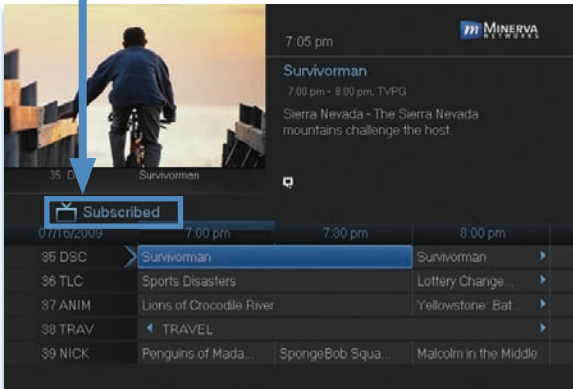 7:05 pm
MINERVA
NETWORKS
Survivorman
7:00 pm - 8:00 pm, TVPG
Sierra Nevada - The Sierra Nevada
mountains challenge the host.
35 D Survivorman
Subscribed
07/16/2009 7:00 pm 7:30 pm 8:00 pm
35 DSC Survivorman Survivorman
36 TLC Sports Disasters Lottery Change...
37 ANIM Lions of Crocodile River Yellowstone: Bat...
38 TRAV TRAVEL
39 NICK Penguins of Mada... SpongeBob Squa... Malcolm in the Middle